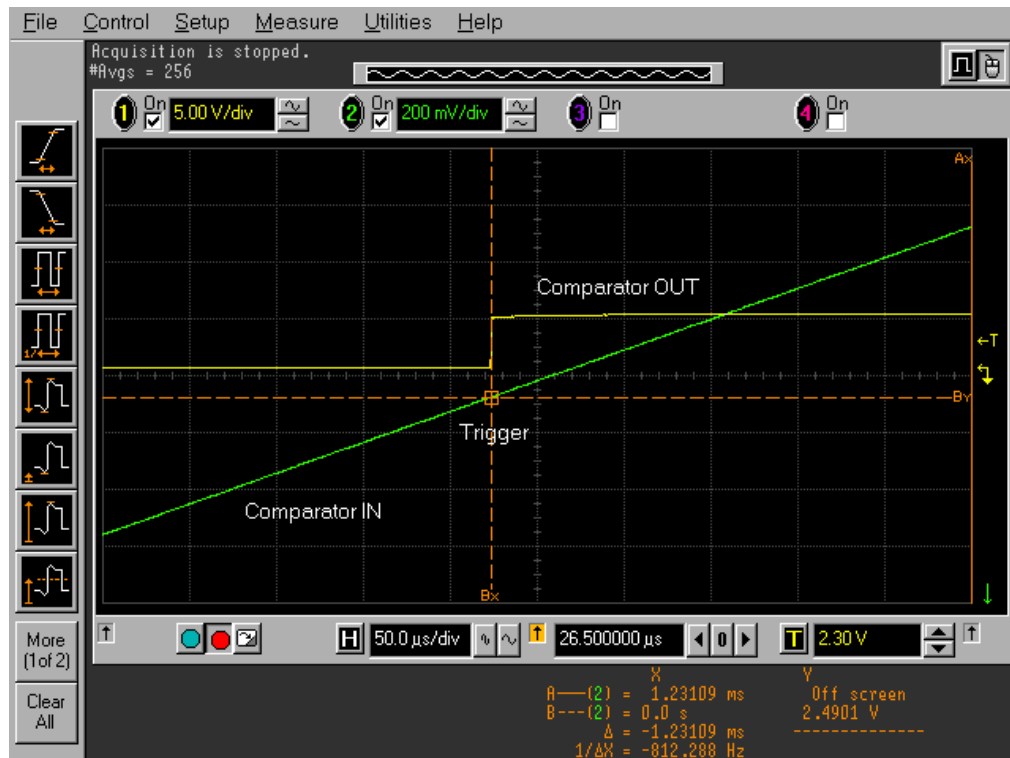 File Control Setup Measure Utilities Help
Acquisition is stopped.
#Avgs = 256
1 On 5.00 V/div 2 On 200 mV/div 3 On 4 On
Ax
Comparator OUT
←T
By
Trigger
Comparator IN
Bx
1/
More
(1of 2)
Clear
All
H 50.0 µs/div 26.500000 µs 0 T 2.30 V
X Y
A——(2) = 1.23109 ms Off screen
B---(2) = 0.0 s 2.4901 V
Δ = -1.23109 ms --------------
1/ΔX = -812.288 Hz